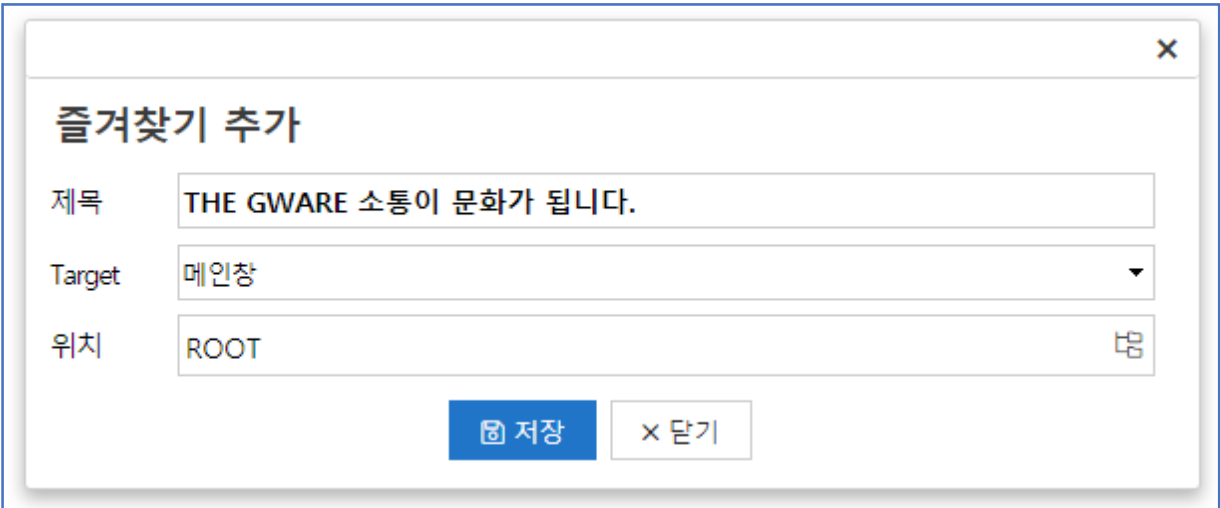 즐겨찾기 추가
제목 THE GWARE 소통이 문화가 됩니다.
Target 메인창
위치 ROOT
저장 닫기